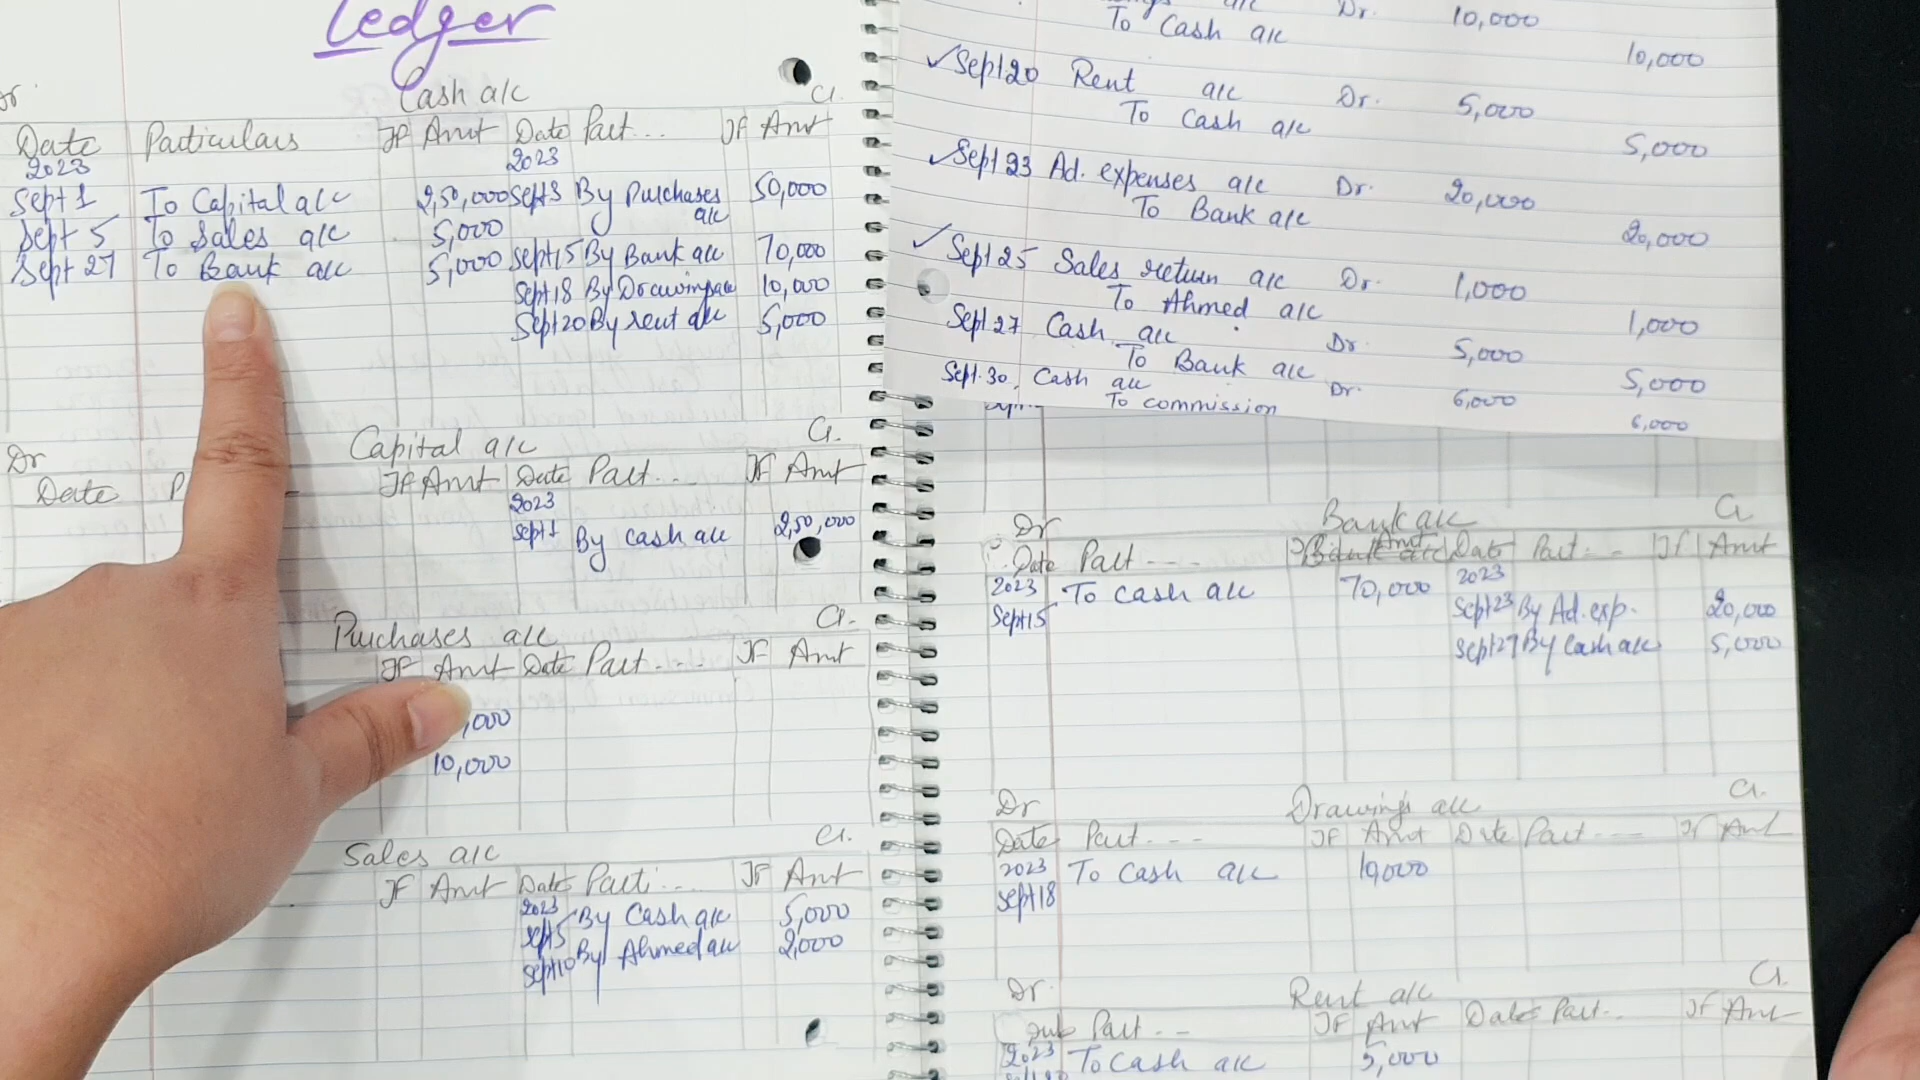 Ledger
Cash a/c
Dr. Cr.
Date Particulars JF Amt Date Part... JF Amt
2023 2023
Sept 1 To Capital a/c 2,50,000 Sept 3 By Purchases a/c 50,000
Sept 5 To Sales a/c 5,000
Sept 27 To Bank a/c 5,000 Sept 15 By Bank a/c 70,000
Sept 18 By Drawings a/c 10,000
Sept 20 By rent a/c 5,000
Capital a/c
Dr Cr.
Date P JF Amt Date Part... JF Amt
2023
Sept 1 By cash a/c 2,50,000
Purchases a/c Cr.
JF Amt Date Part... JF Amt
,000
10,000
Sales a/c Cr.
JF Amt Date Part... JF Amt
2023
Sept 5 By Cash a/c 5,000
Sept 10 By Ahmed a/c 2,000
a/c Dr. 10,000
To Cash a/c 10,000
Sept 20 Rent a/c Dr. 5,000
To Cash a/c 5,000
Sept 23 Ad. expenses a/c Dr. 20,000
To Bank a/c 20,000
Sept 25 Sales return a/c Dr. 1,000
To Ahmed a/c 1,000
Sept 27 Cash a/c Dr 5,000
To Bank a/c 5,000
Sept. 30. Cash a/c Dr. 6,000
To commission 6,000
Bank a/c
Dr Cr
Date Part... Amt Date Part... JF Amt
2023 To cash a/c 70,000 2023
Sept 15 Sept 23 By Ad. exp. 20,000
Sept 27 By Cash a/c 5,000
Drawings a/c
Dr Cr.
Date Part... JF Amt Date Part... JF Amt
2023 To Cash a/c 10,000
Sept 18
Rent a/c
Dr. Cr.
Part... JF Amt Date Part... JF Amt
2023 To Cash a/c 5,000